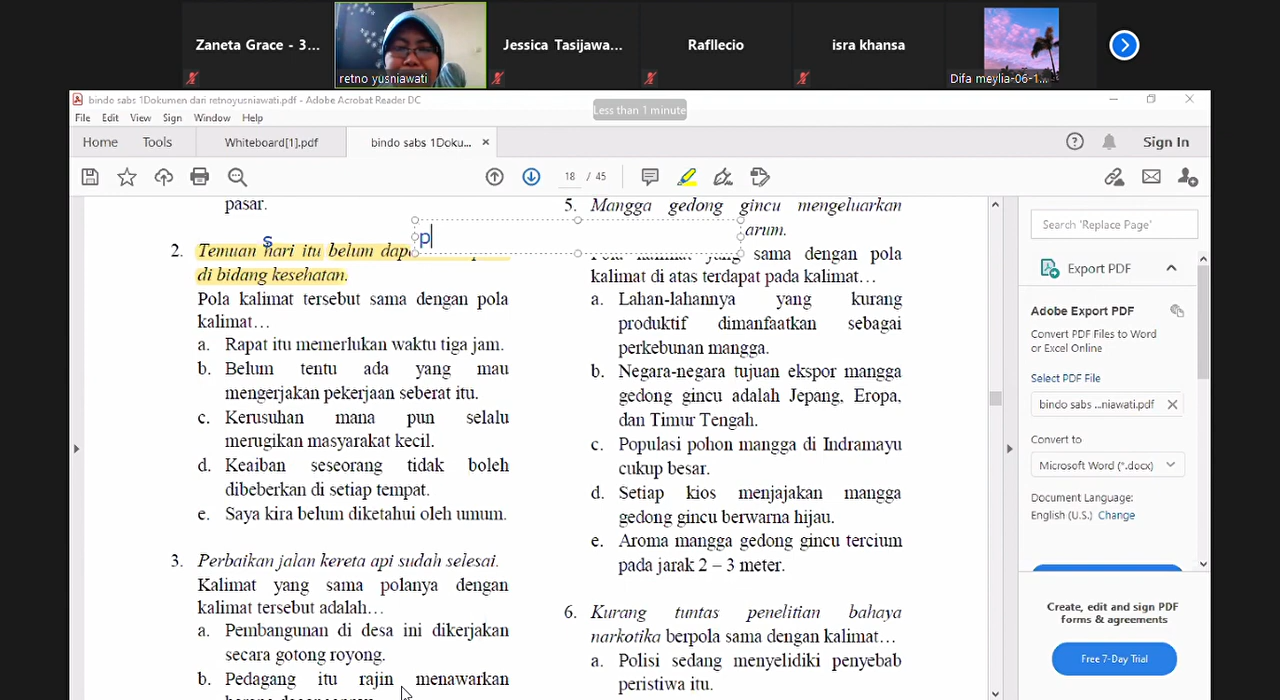 Zaneta Grace - 3...
retno yusniawati
Jessica Tasijawa...
Rafllecio
isra khansa
Difa meylia-06-1...
bindo sabs 1Dokumen dari retnoyusniawati.pdf - Adobe Acrobat Reader DC
Less than 1 minute
File Edit View Sign Window Help
Home Tools Whiteboard[1].pdf bindo sabs 1Doku... ×
Sign In
18 / 45
pasar.
s
2. Temuan hari itu belum
di bidang kesehatan.
Pola kalimat tersebut sama dengan pola
kalimat…
a. Rapat itu memerlukan waktu tiga jam.
b. Belum tentu ada yang mau
mengerjakan pekerjaan seberat itu.
c. Kerusuhan mana pun selalu
merugikan masyarakat kecil.
d. Keaiban seseorang tidak boleh
dibeberkan di setiap tempat.
e. Saya kira belum diketahui oleh umum.
3. Perbaikan jalan kereta api sudah selesai.
Kalimat yang sama polanya dengan
kalimat tersebut adalah…
a. Pembangunan di desa ini dikerjakan
secara gotong royong.
b. Pedagang itu rajin menawarkan
p
5. Mangga gedong gincu mengeluarkan
arum.
sama dengan pola
kalimat di atas terdapat pada kalimat…
a. Lahan-lahannya yang kurang
produktif dimanfaatkan sebagai
perkebunan mangga.
b. Negara-negara tujuan ekspor mangga
gedong gincu adalah Jepang, Eropa,
dan Timur Tengah.
c. Populasi pohon mangga di Indramayu
cukup besar.
d. Setiap kios menjajakan mangga
gedong gincu berwarna hijau.
e. Aroma mangga gedong gincu tercium
pada jarak 2 – 3 meter.
6. Kurang tuntas penelitian bahaya
narkotika berpola sama dengan kalimat…
a. Polisi sedang menyelidiki penyebab
peristiwa itu.
Search 'Replace Page'
Export PDF
Adobe Export PDF
Convert PDF Files to Word
or Excel Online
Select PDF File
bindo sabs ...niawati.pdf
Convert to
Microsoft Word (*.docx)
Document Language:
English (U.S.) Change
Create, edit and sign PDF
forms & agreements
Free 7-Day Trial